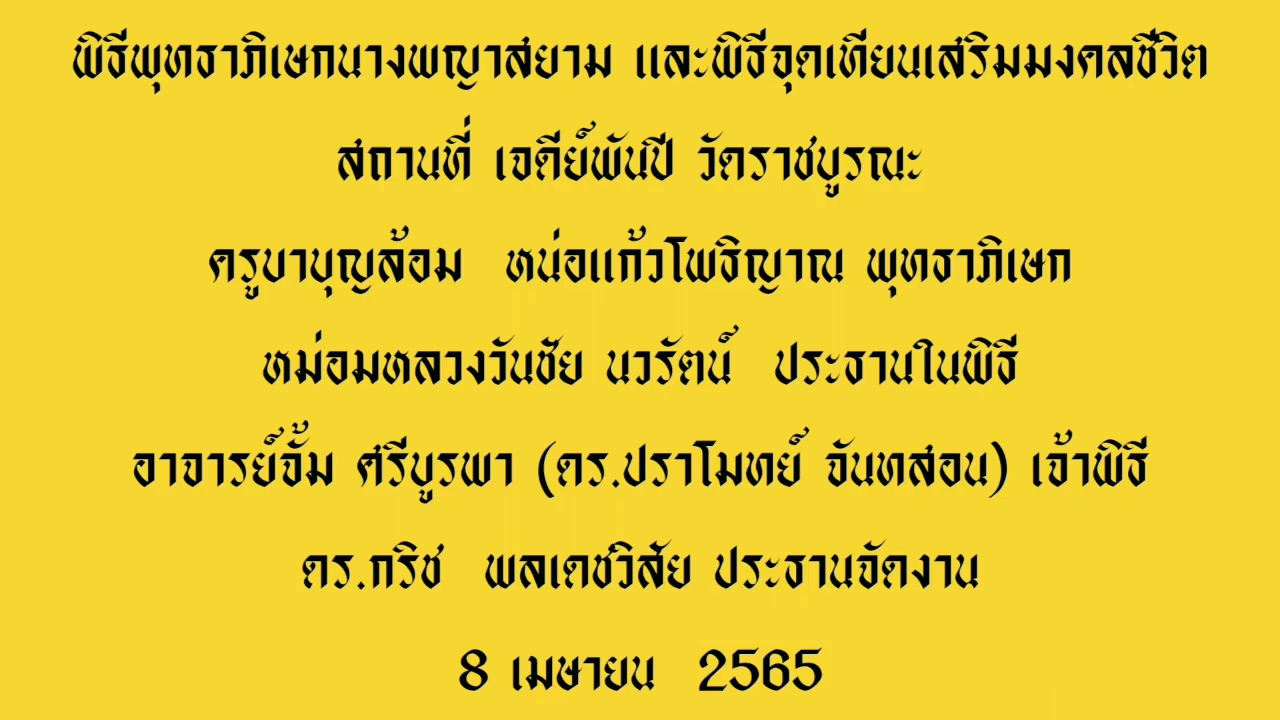 พิธีพุทธาภิเษกนางพญาสยาม และพิธีจุดเทียนเสริมมงคลชีวิต
สถานที่ เจดีย์พันปี วัดราชบูรณะ
ครูบาบุญล้อม หน่อแก้วโพธิญาณ พุทธาภิเษก
หม่อมหลวงวันชัย นวรัตน์ ประธานในพิธี
อาจารย์จั้ม ศรีบูรพา (ดร.ปราโมทย์ จันทสอน) เจ้าพิธี
ดร.กริช พลเดชวิสัย ประธานจัดงาน
8 เมษายน 2565